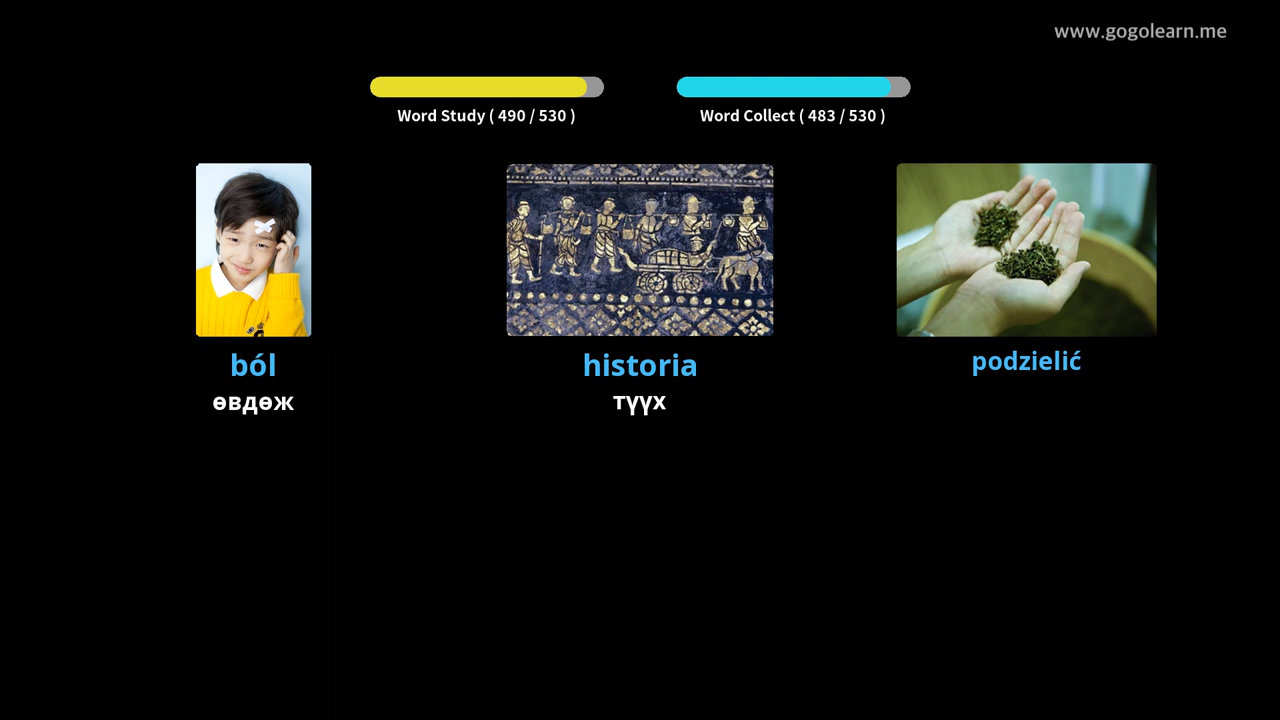 www.gogolearn.me
Word Study ( 490 / 530 )
Word Collect ( 483 / 530 )
ból
historia
podzielić
өвдөж
түүх